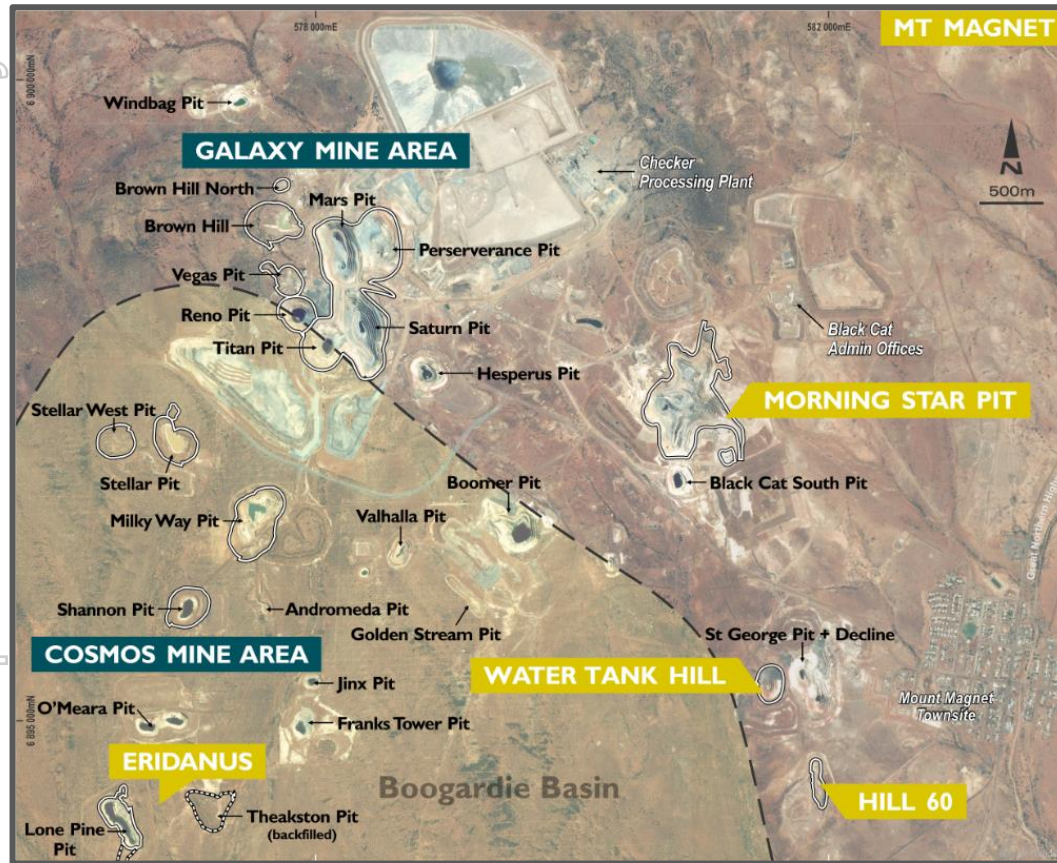 578 000mE
582 000mE
MT MAGNET
6 900 000mN
Windbag Pit
GALAXY MINE AREA
Checker
Processing Plant
N
500m
Brown Hill North
Mars Pit
Brown Hill
Perserverance Pit
Vegas Pit
Reno Pit
Saturn Pit
Titan Pit
Black Cat
Admin Offices
Hesperus Pit
MORNING STAR PIT
Stellar West Pit
Stellar Pit
Boomer Pit
Black Cat South Pit
Milky Way Pit
Valhalla Pit
Great Northern
Shannon Pit
Andromeda Pit
Golden Stream Pit
St George Pit + Decline
COSMOS MINE AREA
WATER TANK HILL
Jinx Pit
O'Meara Pit
Franks Tower Pit
Mount Magnet
Townsite
6 895 000mN
ERIDANUS
Boogardie Basin
HILL 60
Theakston Pit
(backfilled)
Lone Pine
Pit